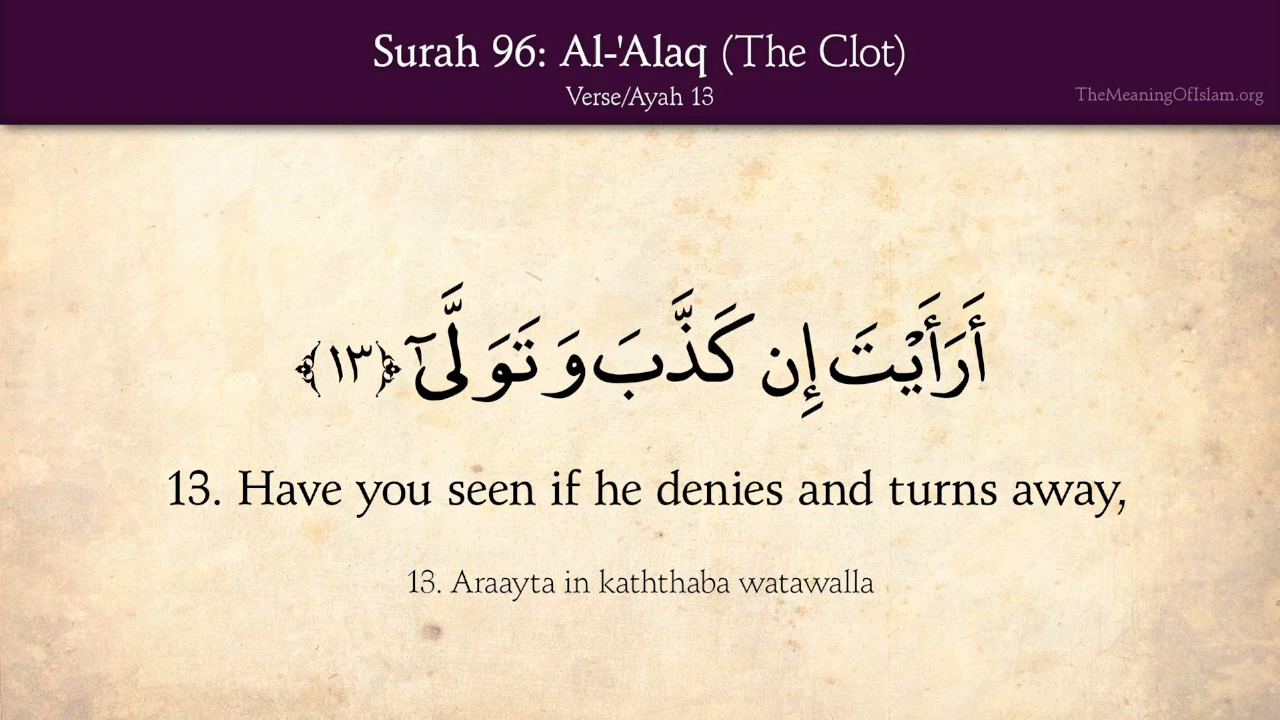 Surah 96: Al-'Alaq (The Clot)
Verse/Ayah 13
TheMeaningOfIslam.org
أَرَأَيْتَ إِن كَذَّبَ وَتَوَلَّىٰٓ ﴿١٣﴾
13. Have you seen if he denies and turns away,
13. Araayta in kaththaba watawalla